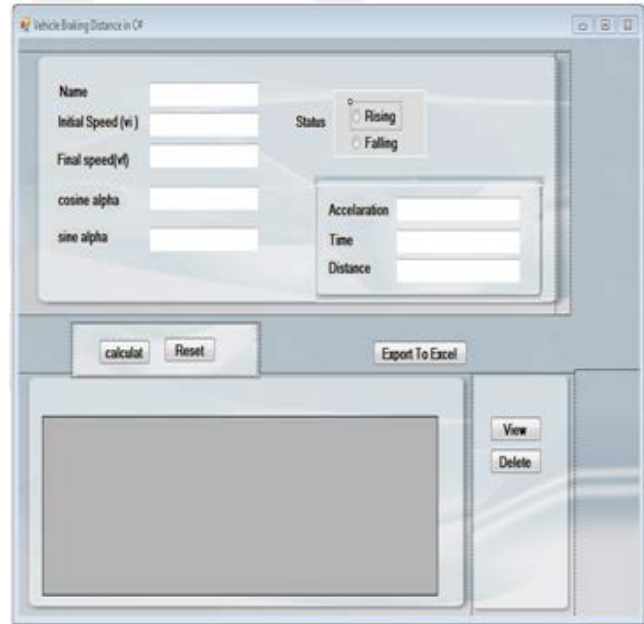 Vehicle Braking Distance in C#
Name
Initial Speed (vi )
Final speed(vf)
cosine alpha
sine alpha
Status
Rising
Falling
Accelaration
Time
Distance
calculat
Reset
Export To Excel
View
Delete